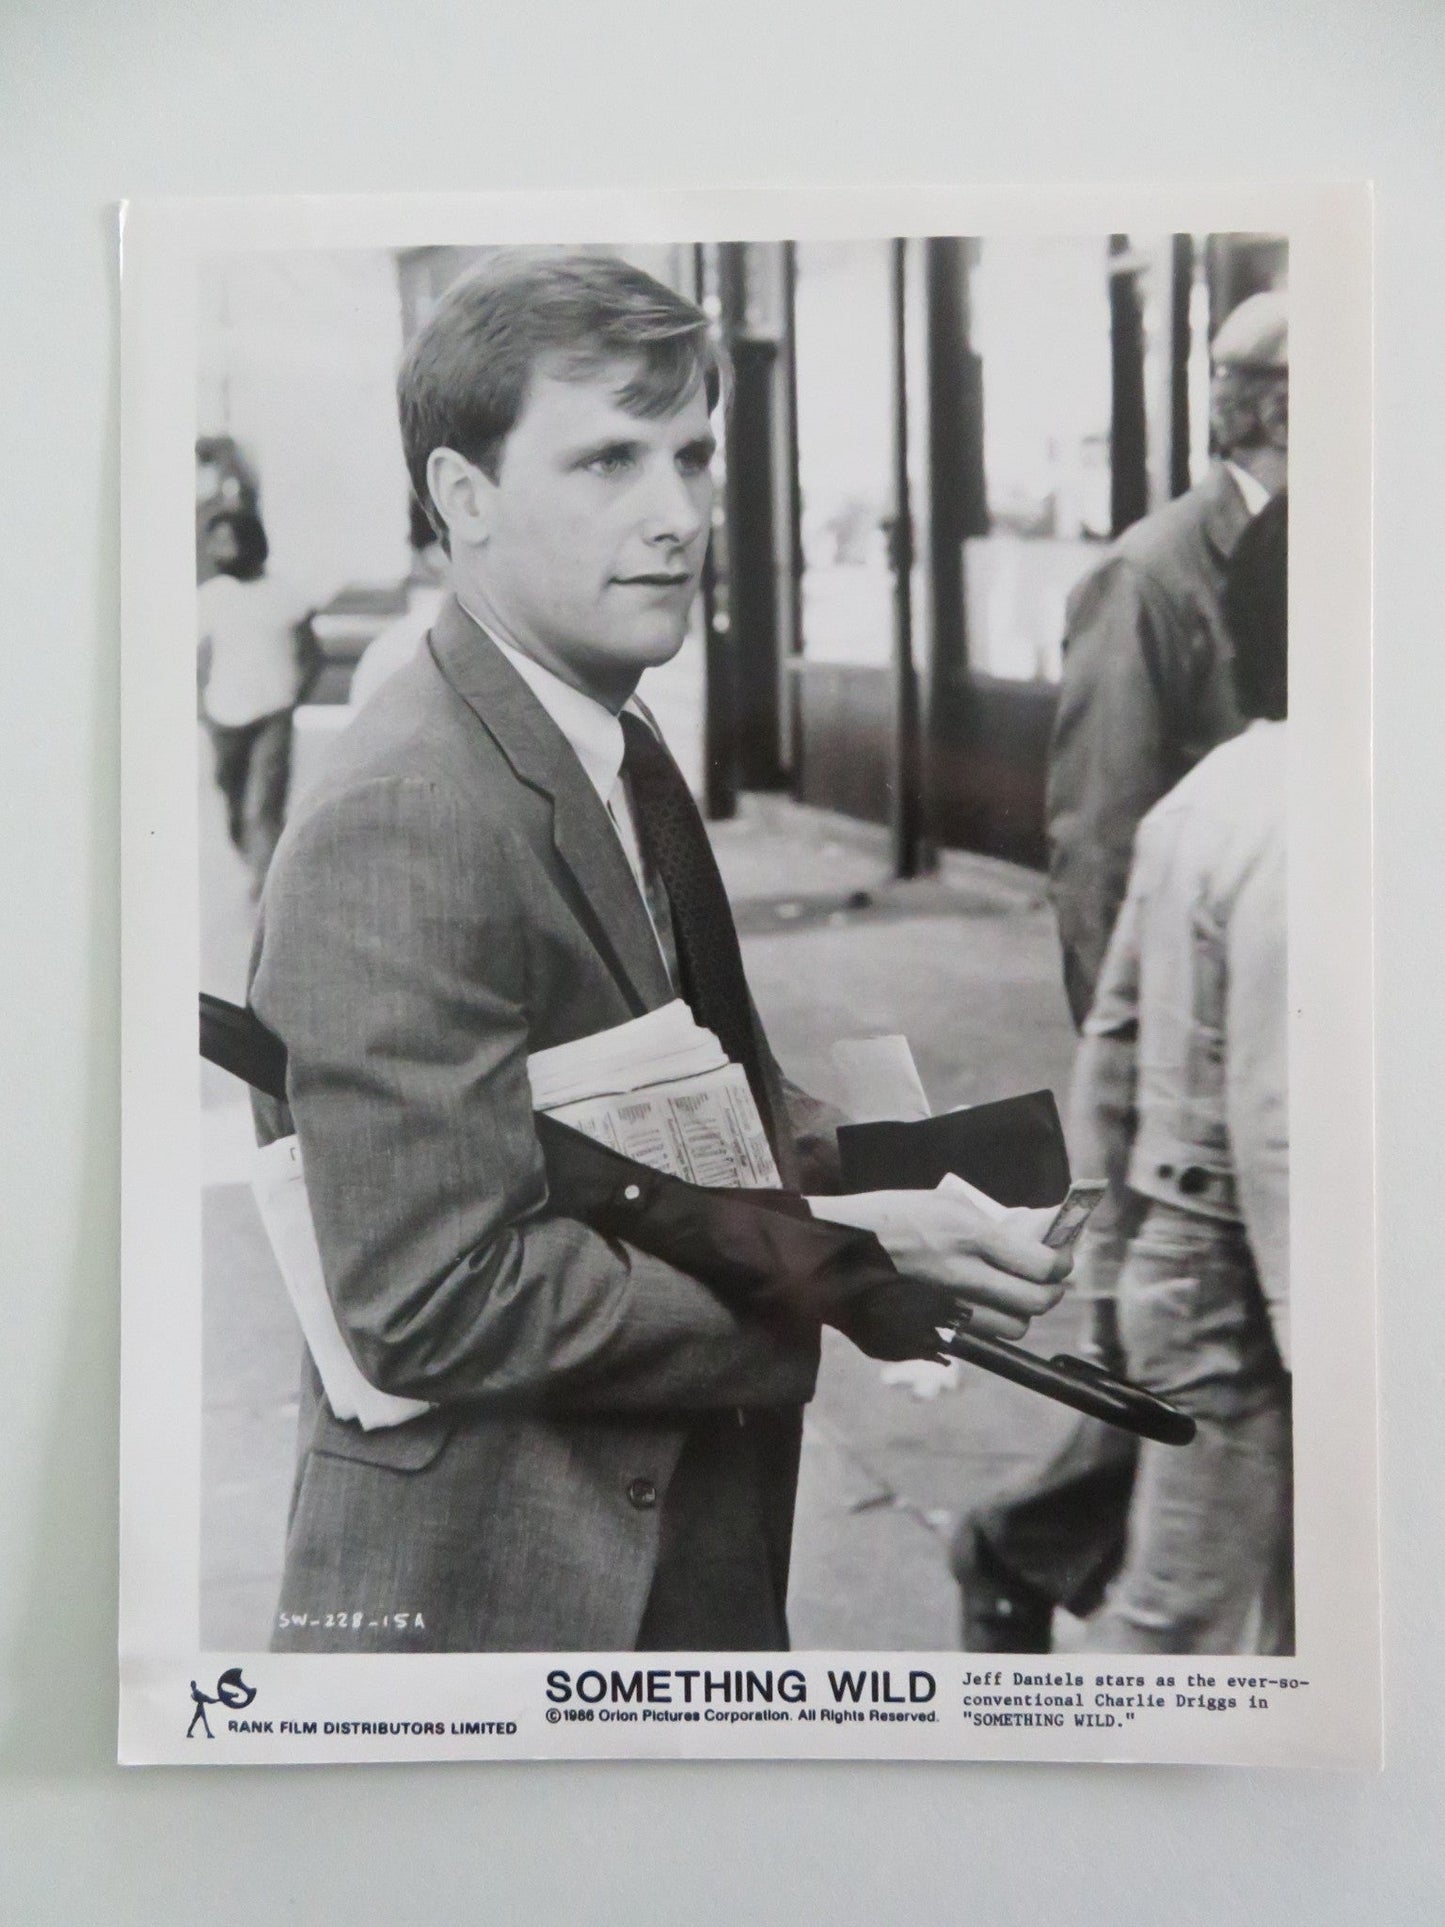 SW-228-15A
RANK FILM DISTRIBUTORS LIMITED
SOMETHING WILD
©1986 Orion Pictures Corporation. All Rights Reserved.
Jeff Daniels stars as the ever-so-
conventional Charlie Driggs in
"SOMETHING WILD."